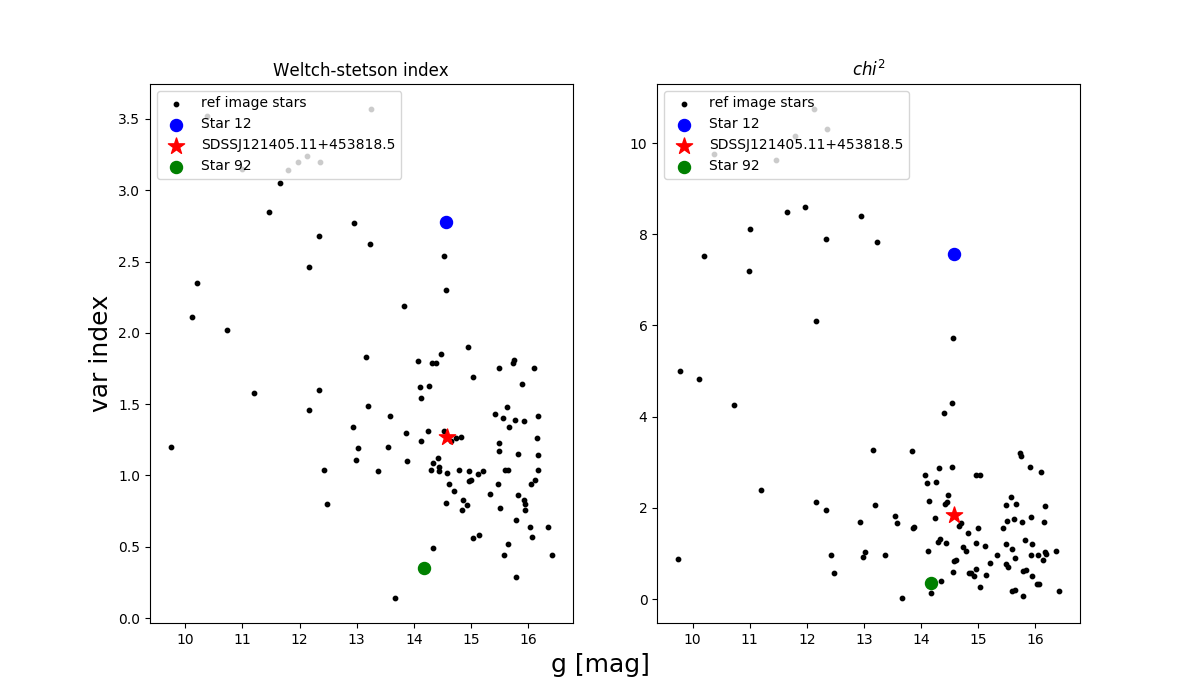 Weltch-stetson index
chi²
ref image stars
Star 12
SDSSJ121405.11+453818.5
Star 92
ref image stars
Star 12
SDSSJ121405.11+453818.5
Star 92
var index
3.5
3.0
2.5
2.0
1.5
1.0
0.5
0.0
10 11 12 13 14 15 16
10
8
6
4
2
0
10 11 12 13 14 15 16
g [mag]